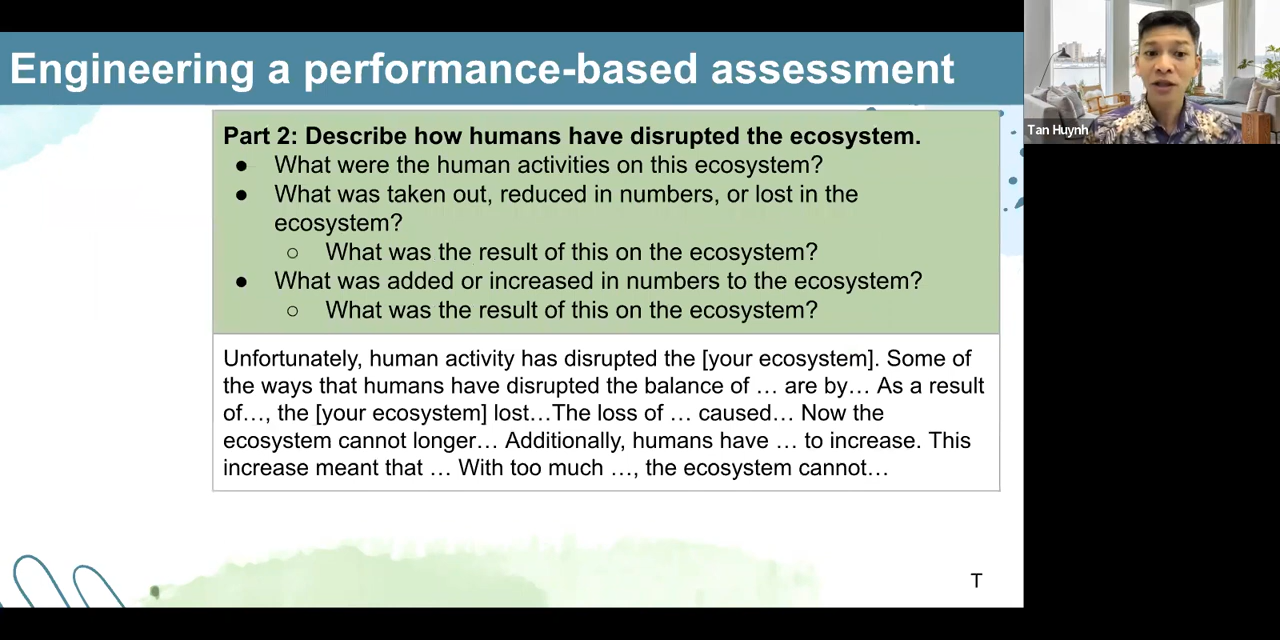 Engineering a performance-based assessment
Part 2: Describe how humans have disrupted the ecosystem.
● What were the human activities on this ecosystem?
● What was taken out, reduced in numbers, or lost in the
ecosystem?
○ What was the result of this on the ecosystem?
● What was added or increased in numbers to the ecosystem?
○ What was the result of this on the ecosystem?
Unfortunately, human activity has disrupted the [your ecosystem]. Some of
the ways that humans have disrupted the balance of … are by… As a result
of…, the [your ecosystem] lost…The loss of … caused… Now the
ecosystem cannot longer… Additionally, humans have … to increase. This
increase meant that … With too much …, the ecosystem cannot…
T
Tan Huynh